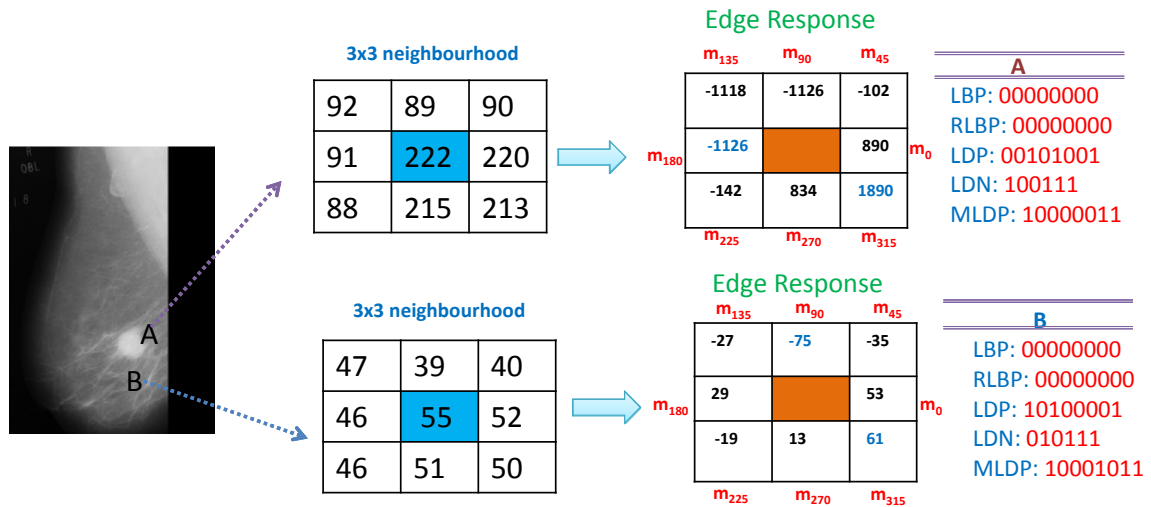 Edge Response
3x3 neighbourhood
m135 m90 m45
92 89 90
91 222 220
88 215 213
-1118 -1126 -102
m180 -1126 890 m0
-142 834 1890
m225 m270 m315
A
LBP: 00000000
RLBP: 00000000
LDP: 00101001
LDN: 100111
MLDP: 10000011
R
OBL
A
B
Edge Response
3x3 neighbourhood
m135 m90 m45
47 39 40
46 55 52
46 51 50
-27 -75 -35
m180 29 53 m0
-19 13 61
m225 m270 m315
B
LBP: 00000000
RLBP: 00000000
LDP: 10100001
LDN: 010111
MLDP: 10001011